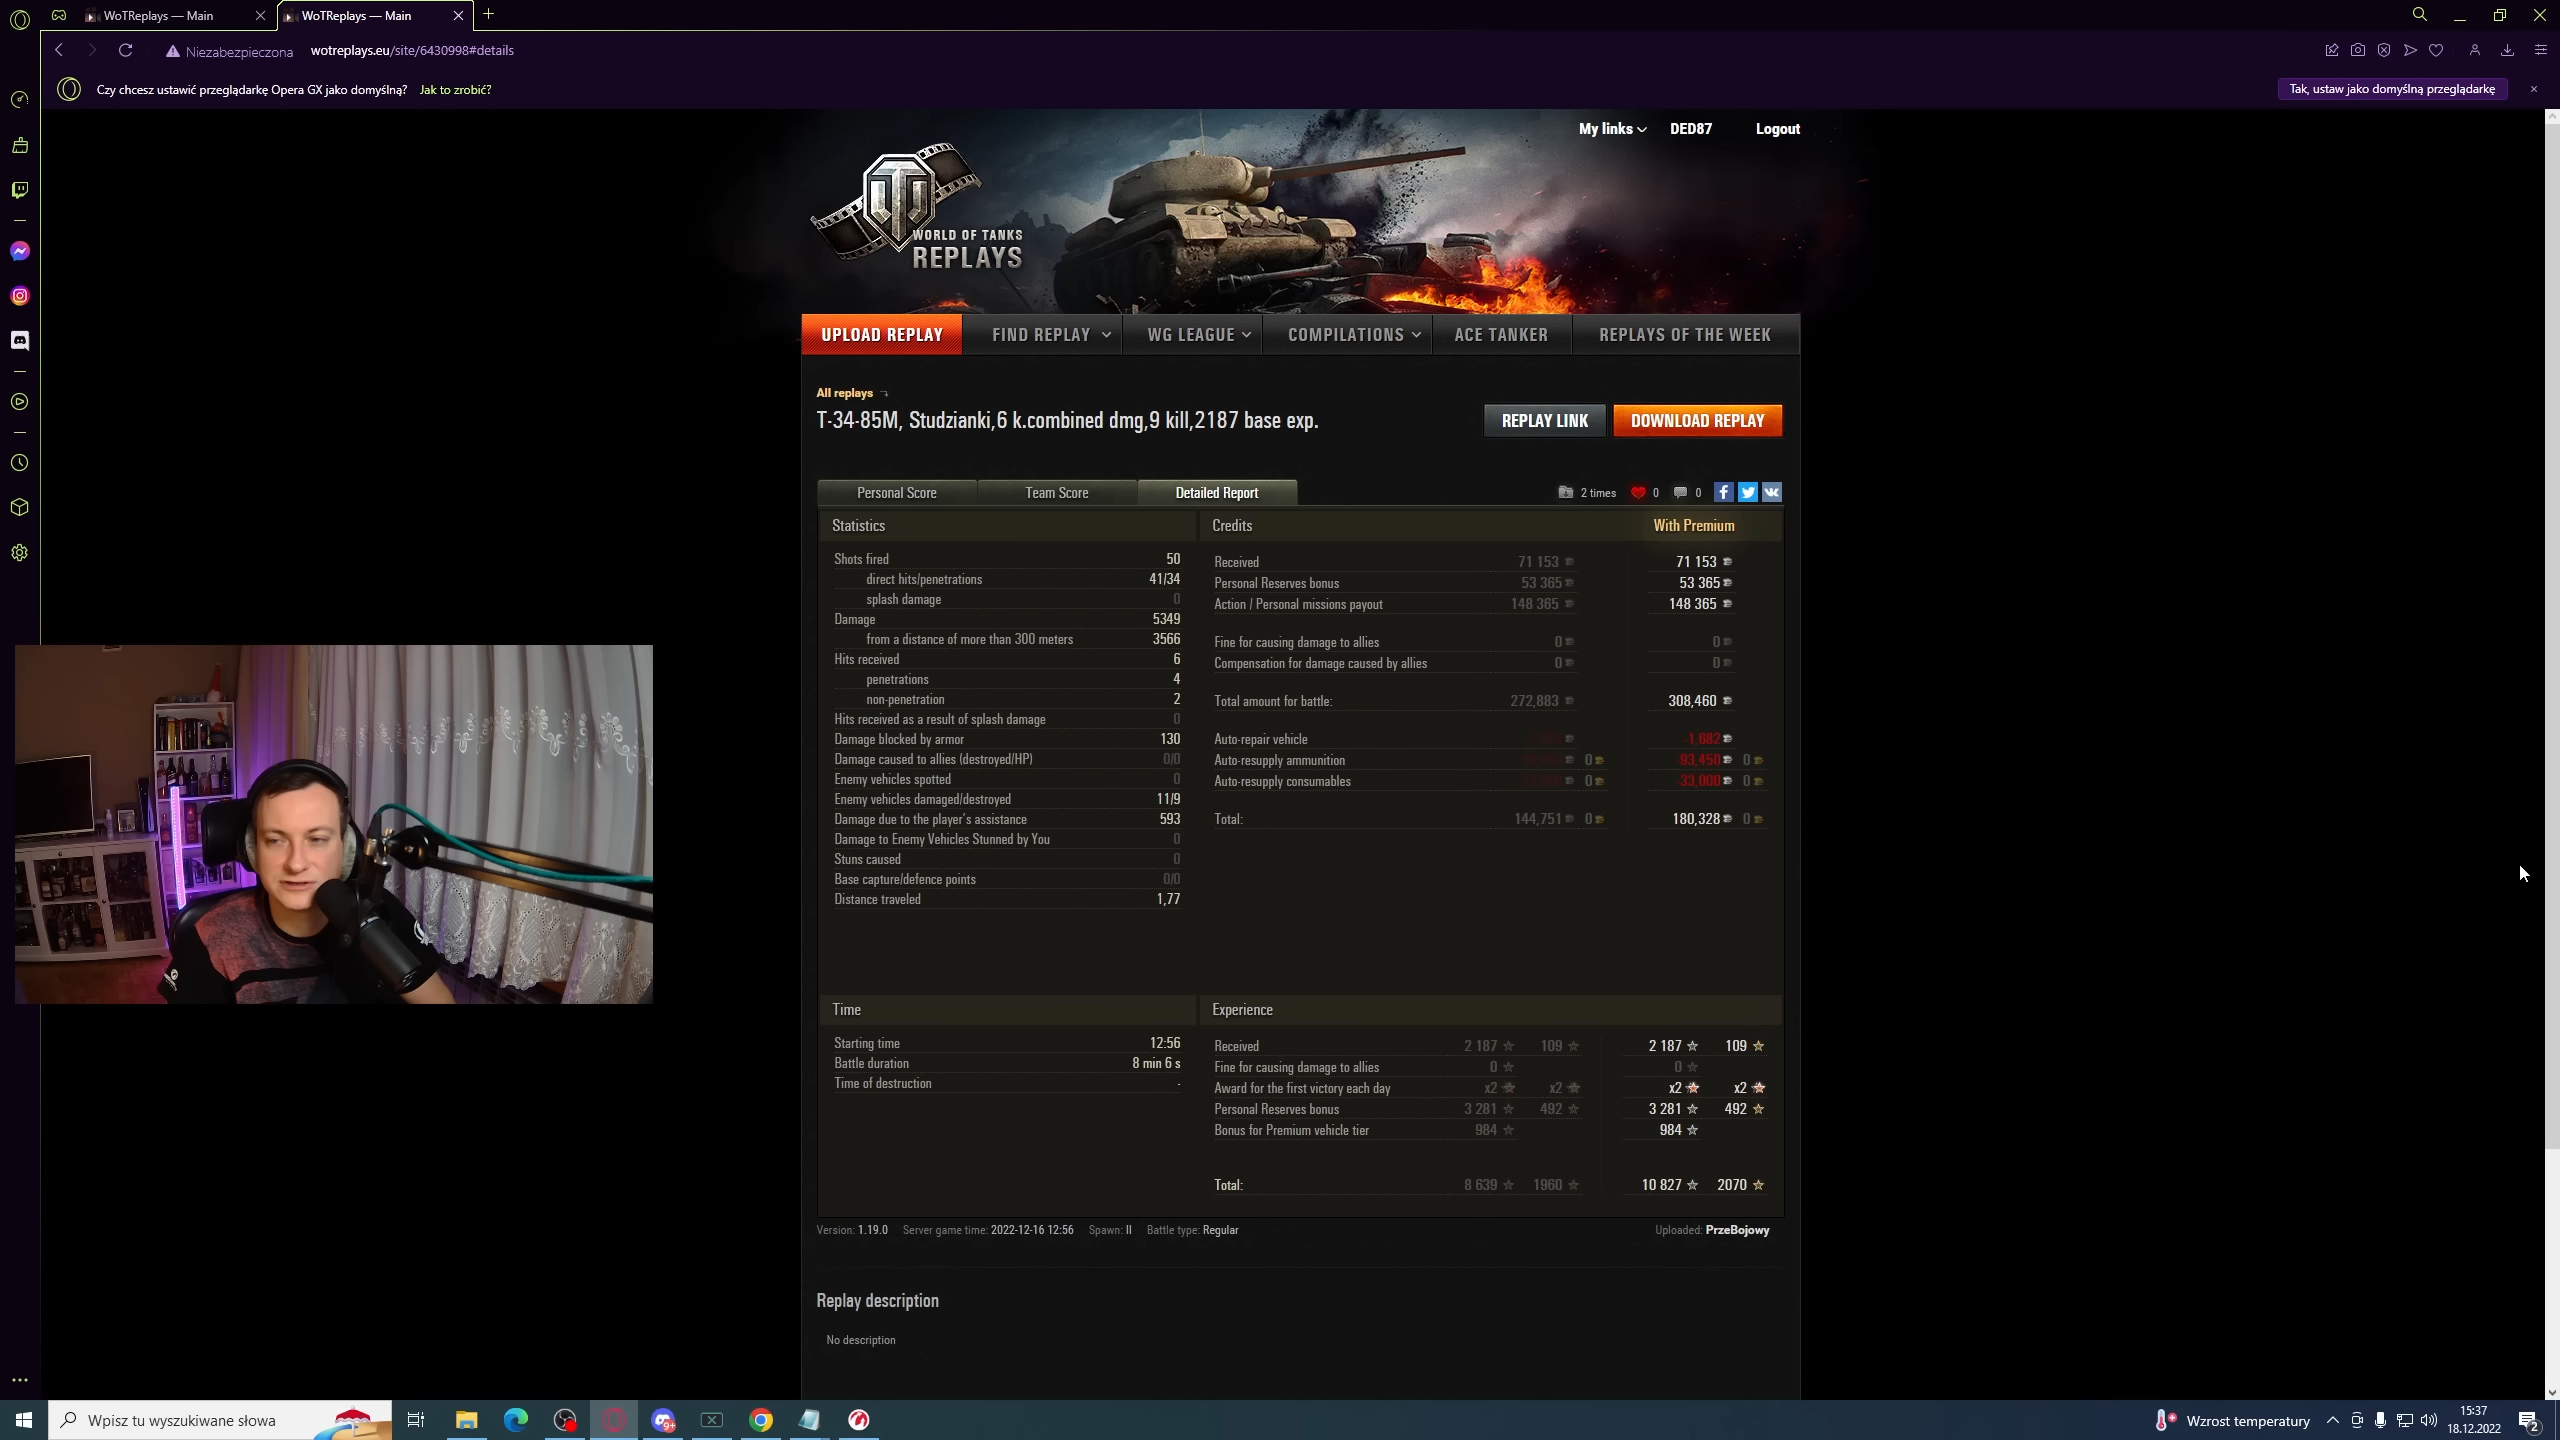 WoTReplays — Main
WoTReplays — Main
Niezabezpieczona
wotreplays.eu/site/6430998#details
Czy chcesz ustawić przeglądarkę Opera GX jako domyślną? Jak to zrobić?
Tak, ustaw jako domyślną przeglądarkę
My links
DED87
Logout
WORLD OF TANKS
REPLAYS
UPLOAD REPLAY
FIND REPLAY
WG LEAGUE
COMPILATIONS
ACE TANKER
REPLAYS OF THE WEEK
All replays
T-34-85M, Studzianki,6 k.combined dmg,9 kill,2187 base exp.
REPLAY LINK
DOWNLOAD REPLAY
Personal Score
Team Score
Detailed Report
2 times
0
0
Statistics
Shots fired 50
direct hits/penetrations 41/34
splash damage 0
Damage 5349
from a distance of more than 300 meters 3566
Hits received 6
penetrations 4
non-penetration 2
Hits received as a result of splash damage 0
Damage blocked by armor 130
Damage caused to allies (destroyed/HP) 0/0
Enemy vehicles spotted 0
Enemy vehicles damaged/destroyed 11/9
Damage due to the player's assistance 593
Damage to Enemy Vehicles Stunned by You 0
Stuns caused 0
Base capture/defence points 0/0
Distance traveled 1,77
Credits With Premium
Received 71 153 71 153
Personal Reserves bonus 53 365 53 365
Action / Personal missions payout 148 365 148 365
Fine for causing damage to allies 0 0
Compensation for damage caused by allies 0 0
Total amount for battle: 272,883 308,460
Auto-repair vehicle -1,682
Auto-resupply ammunition 0 -93,450 0
Auto-resupply consumables 0 -33,000 0
Total: 144,751 0 180,328 0
Time
Starting time 12:56
Battle duration 8 min 6 s
Time of destruction -
Experience
Received 2 187 109 2 187 109
Fine for causing damage to allies 0 0
Award for the first victory each day x2 x2 x2 x2
Personal Reserves bonus 3 281 492 3 281 492
Bonus for Premium vehicle tier 984 984
Total: 8 639 1960 10 827 2070
Version: 1.19.0 Server game time: 2022-12-16 12:56 Spawn: II Battle type: Regular
Uploaded: PrzeBojowy
Replay description
No description
Wpisz tu wyszukiwane słowa
9+
Wzrost temperatury
15:37
18.12.2022
2